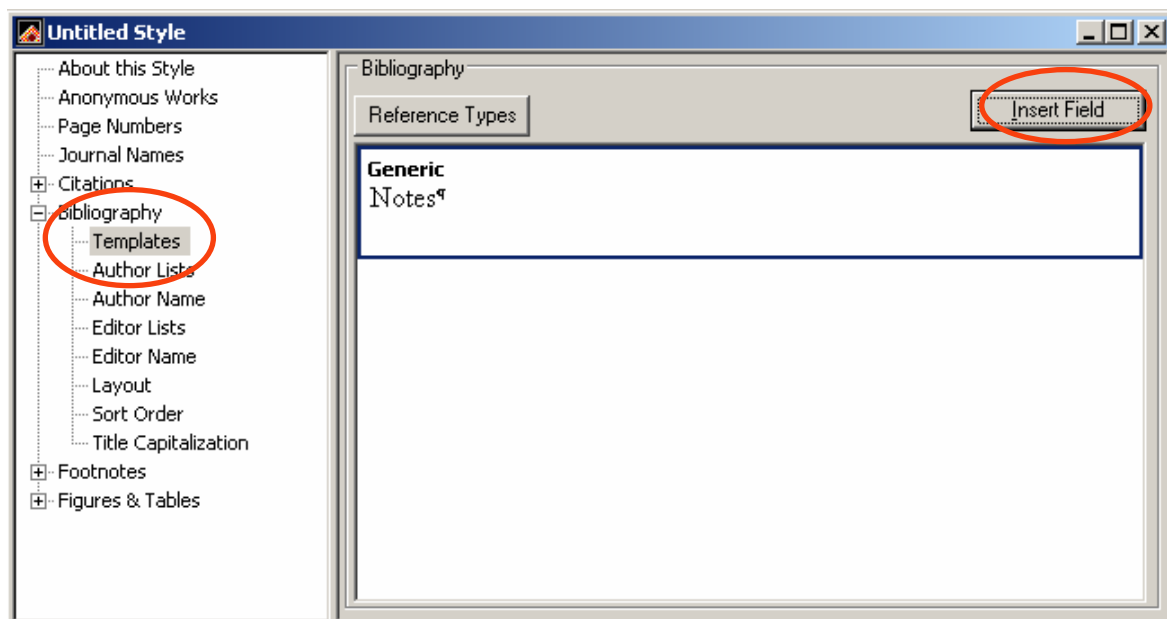 Untitled Style
About this Style
Anonymous Works
Page Numbers
Journal Names
Citations
Bibliography
Templates
Author Lists
Author Name
Editor Lists
Editor Name
Layout
Sort Order
Title Capitalization
Footnotes
Figures & Tables
Bibliography
Reference Types
Insert Field
Generic
Notes¶